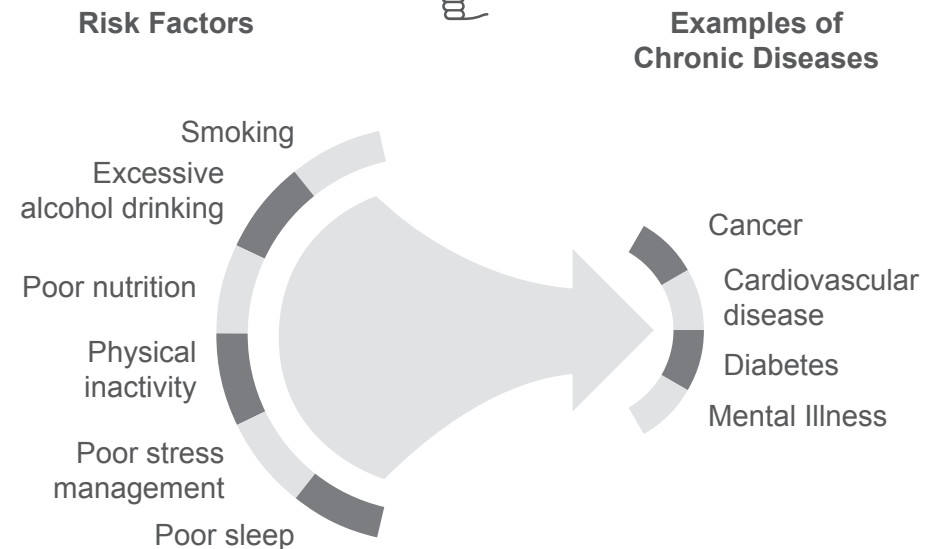 Risk Factors
Smoking
Excessive
alcohol drinking
Poor nutrition
Physical
inactivity
Poor stress
management
Poor sleep
Examples of
Chronic Diseases
Cancer
Cardiovascular
disease
Diabetes
Mental Illness